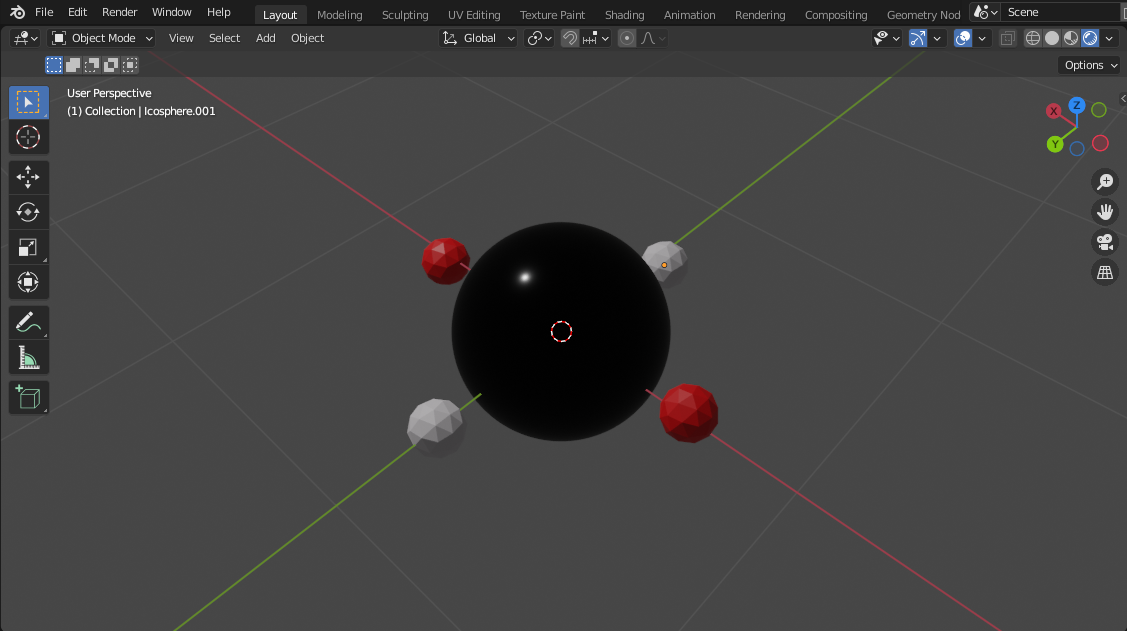 File Edit Render Window Help Layout Modeling Sculpting UV Editing Texture Paint Shading Animation Rendering Compositing Geometry Nod Scene
Object Mode View Select Add Object Global
Options
User Perspective
(1) Collection | Icosphere.001
X Z
Y